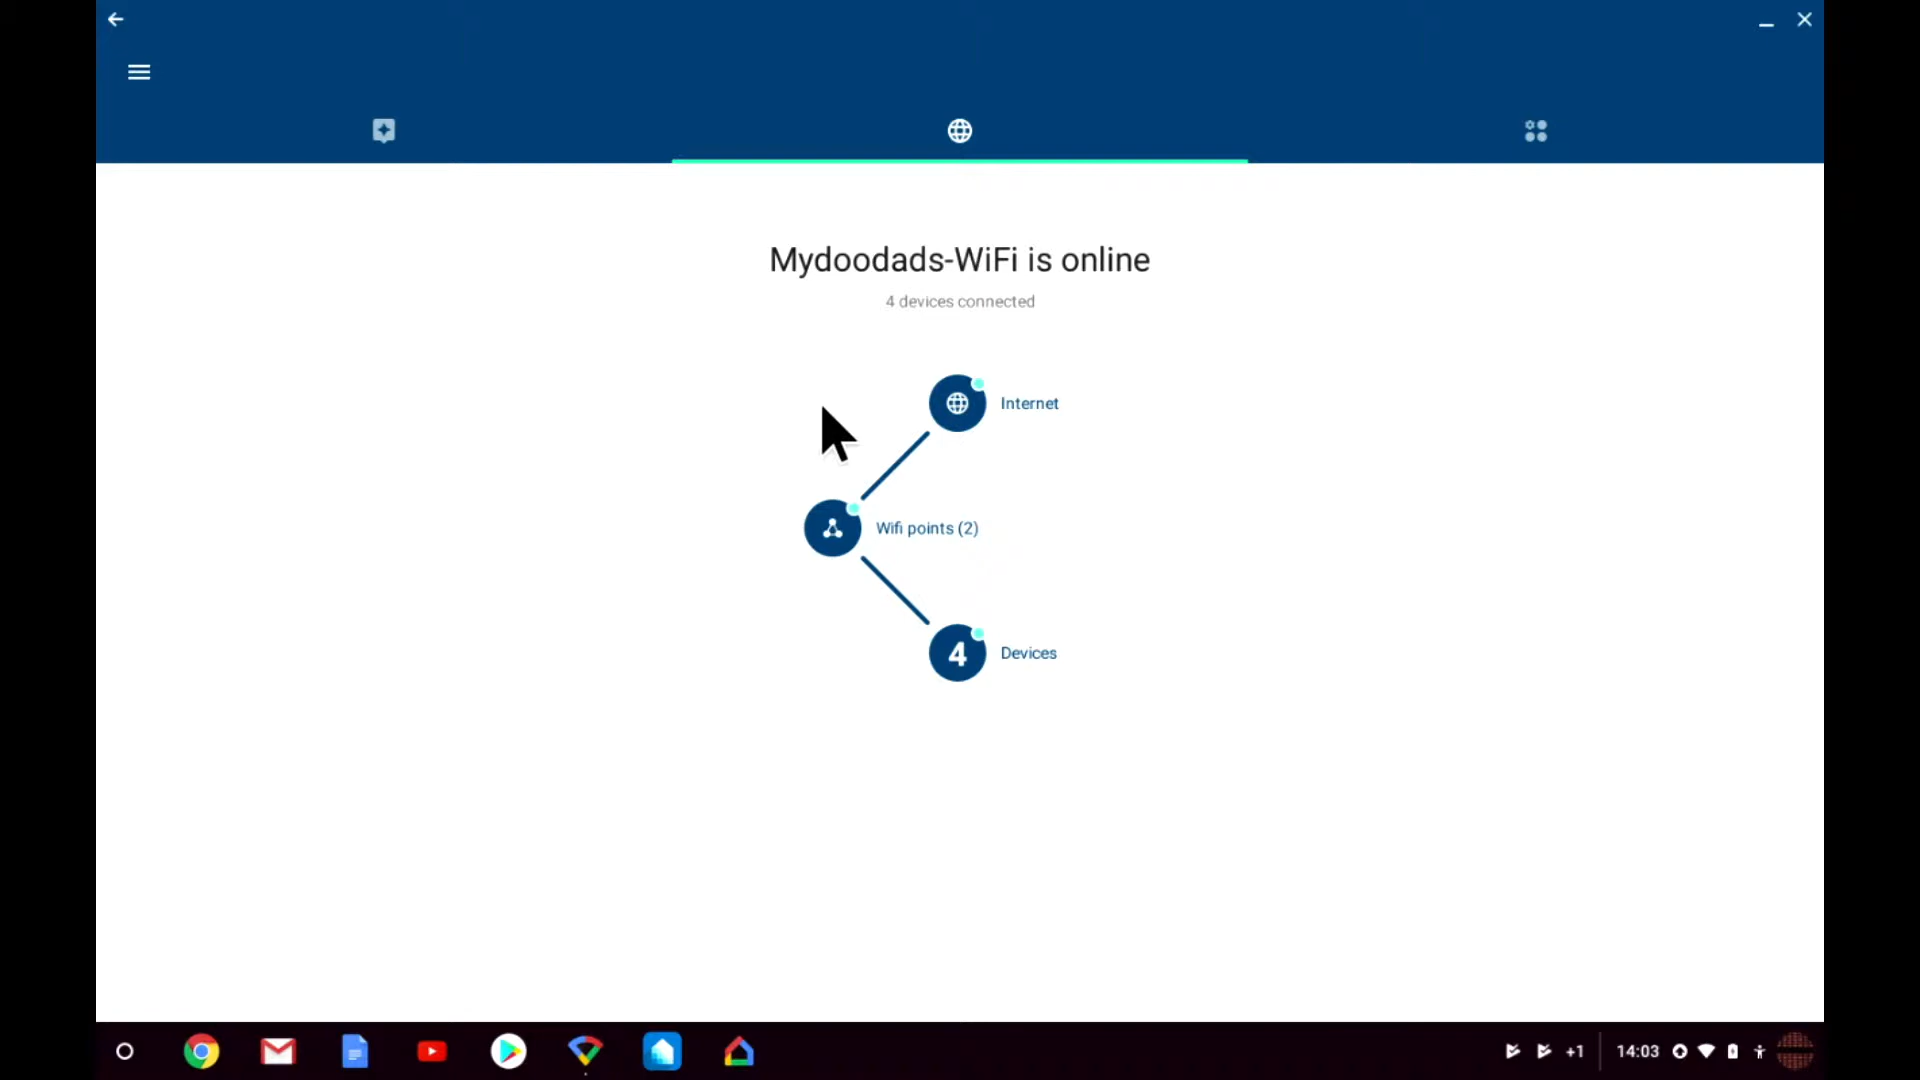 Mydoodads-WiFi is online
4 devices connected
Internet
Wifi points (2)
4 Devices
+1 14:03